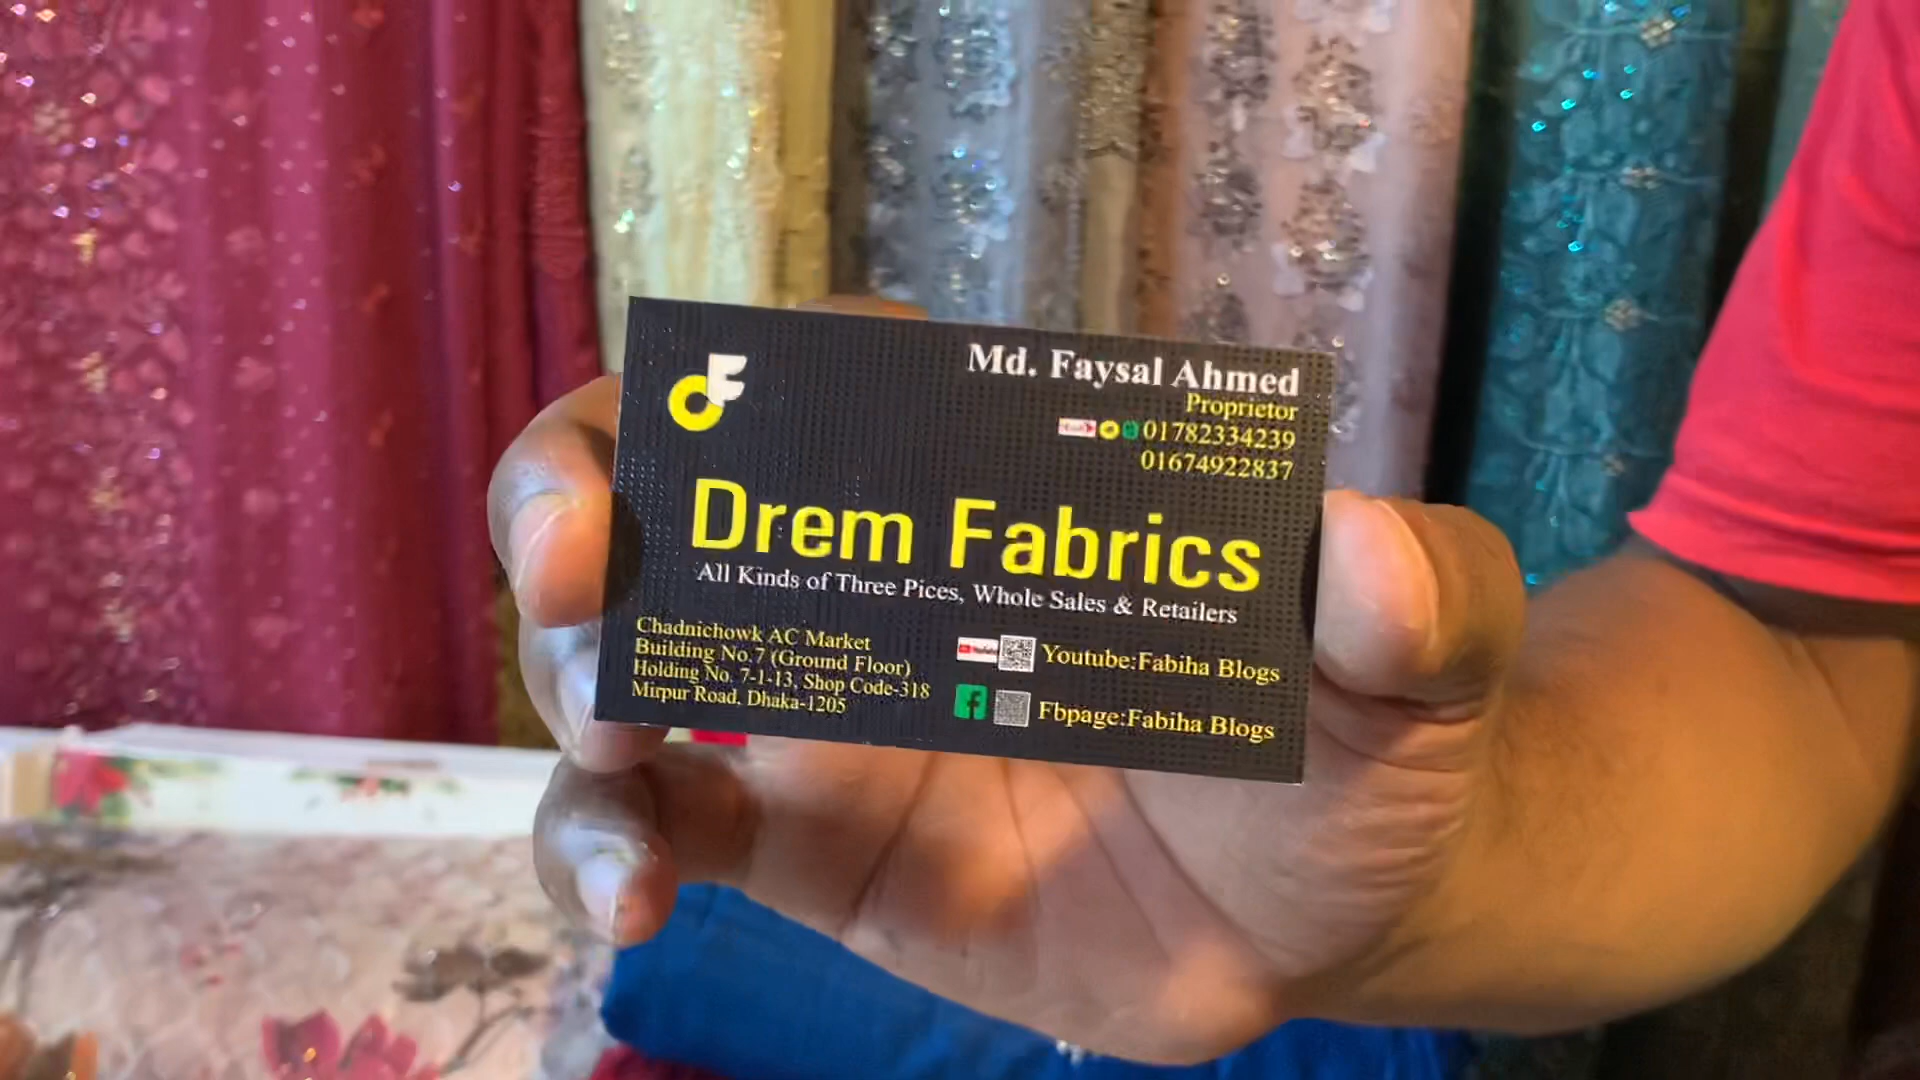 DF
Md. Faysal Ahmed
Proprietor
01782334239
01674922837
Drem Fabrics
All Kinds of Three Pices, Whole Sales & Retailers
Chadnichowk AC Market
Building No.7 (Ground Floor)
Holding No. 7-1-13, Shop Code-318
Mirpur Road, Dhaka-1205
YouTube
Youtube:Fabiha Blogs
f
Fbpage:Fabiha Blogs